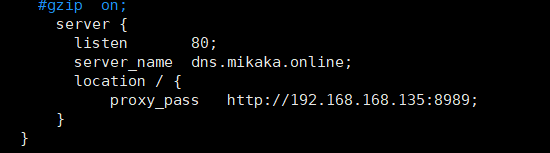 #gzip  on;
server {
listen       80;
server_name  dns.mikaka.online;
location / {
proxy_pass   http://192.168.168.135:8989;
}
}